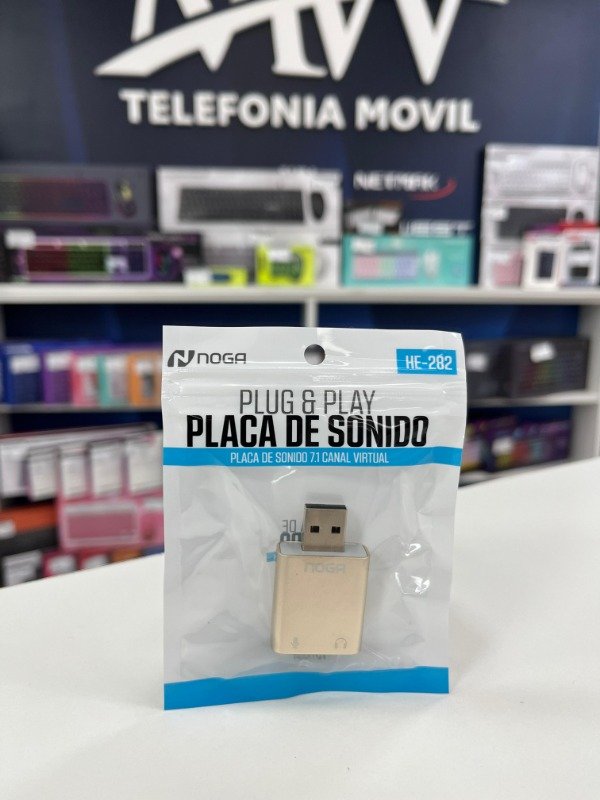 TELEFONIA MOVIL
NETMAK
NOGA
HE-282
PLUG & PLAY
PLACA DE SONIDO
PLACA DE SONIDO 7.1 CANAL VIRTUAL
NOGA